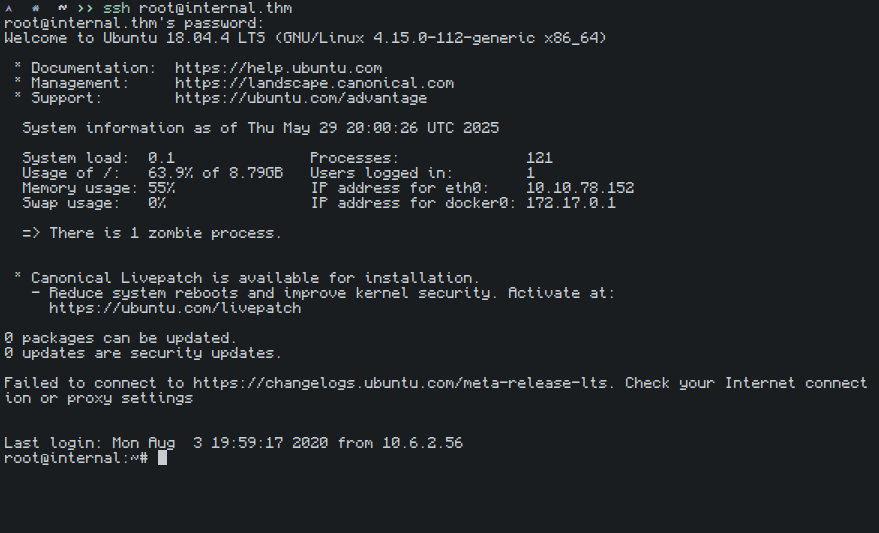 ^ # ~ >> ssh root@internal.thm
root@internal.thm's password:
Welcome to Ubuntu 18.04.4 LTS (GNU/Linux 4.15.0-112-generic x86_64)
* Documentation:  https://help.ubuntu.com
* Management:     https://landscape.canonical.com
* Support:        https://ubuntu.com/advantage
System information as of Thu May 29 20:00:26 UTC 2025
System load:  0.1                Processes:              121
Usage of /:   63.9% of 8.79GB   Users logged in:        1
Memory usage: 55%                IP address for eth0:    10.10.78.152
Swap usage:   0%                 IP address for docker0: 172.17.0.1
=> There is 1 zombie process.
* Canonical Livepatch is available for installation.
- Reduce system reboots and improve kernel security. Activate at:
https://ubuntu.com/livepatch
0 packages can be updated.
0 updates are security updates.
Failed to connect to https://changelogs.ubuntu.com/meta-release-lts. Check your Internet connect
ion or proxy settings
Last login: Mon Aug  3 19:59:17 2020 from 10.6.2.56
root@internal:~#